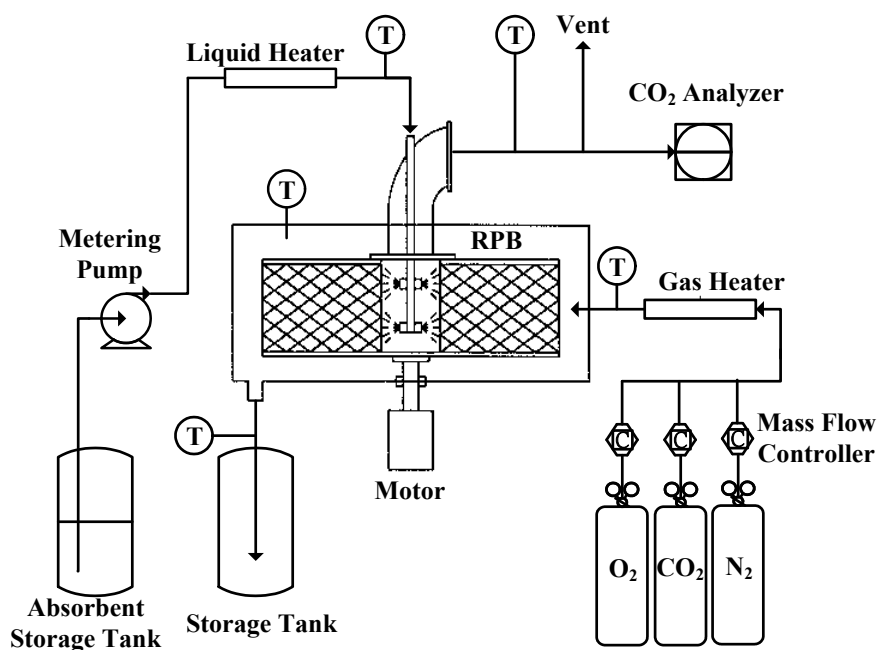 T
T
Vent
Liquid Heater
CO₂ Analyzer
T
RPB
Metering
Pump
T
Gas Heater
C
C
C
Mass Flow
Controller
T
Motor
O₂
CO₂
N₂
Absorbent
Storage Tank
Storage Tank